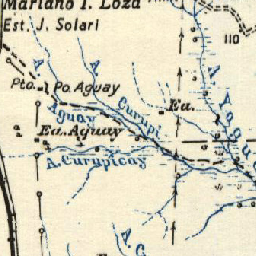 Mariano I. Loza
Est. J. Solari
110
Pto.
Po. Aguay
Aguay
Curupi
Ea.
Ea. Aguay
A. Curupicay
A.